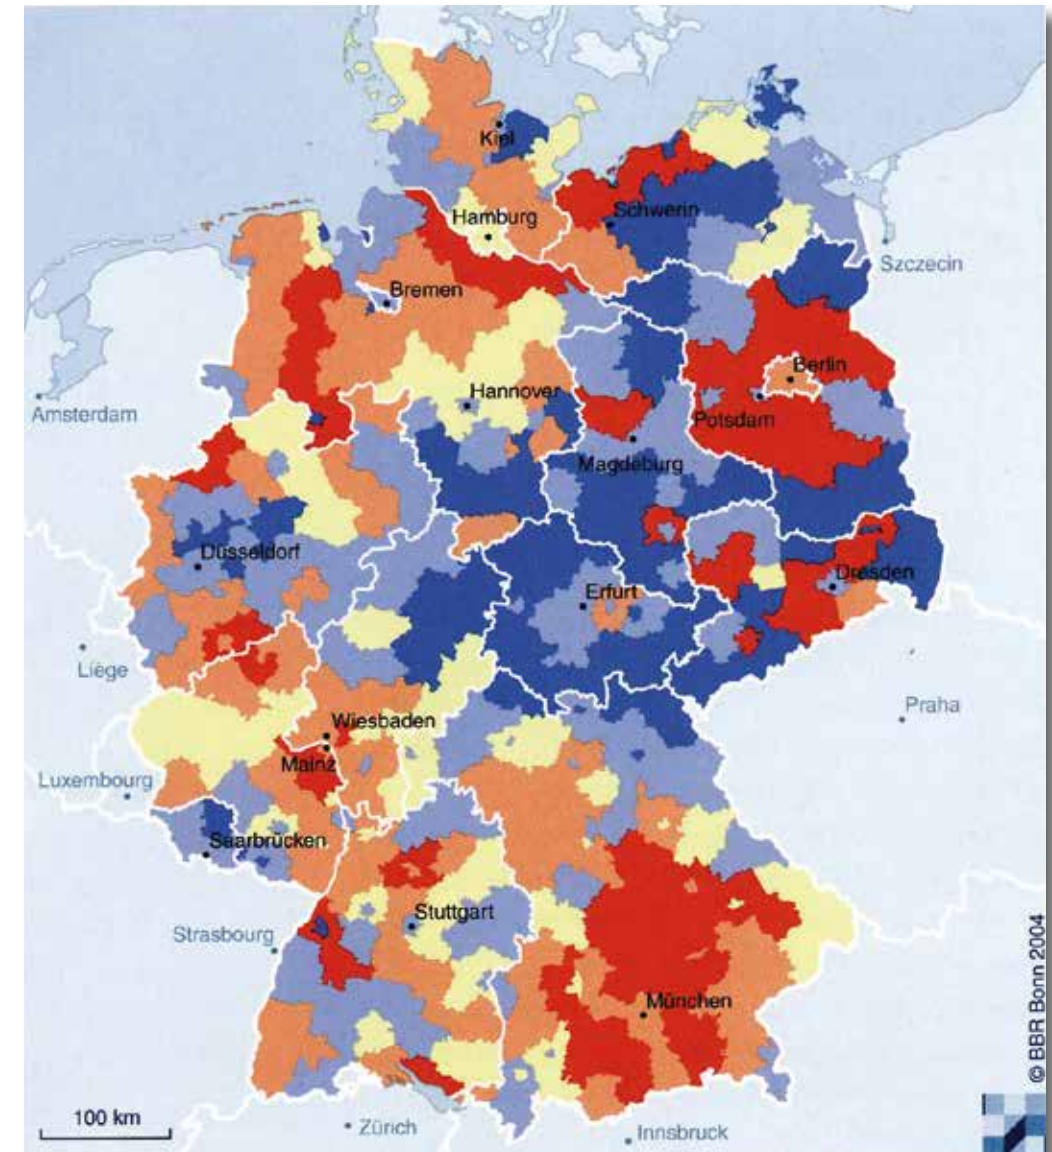 Kiel
Hamburg
Schwerin
Szczecin
Bremen
Berlin
Hannover
Amsterdam
Potsdam
Magdeburg
Düsseldorf
Dresden
Erfurt
Liège
Praha
Wiesbaden
Mainz
Luxembourg
Saarbrücken
Stuttgart
Strasbourg
München
100 km
Zürich
Innsbruck
© BBR Bonn 2004